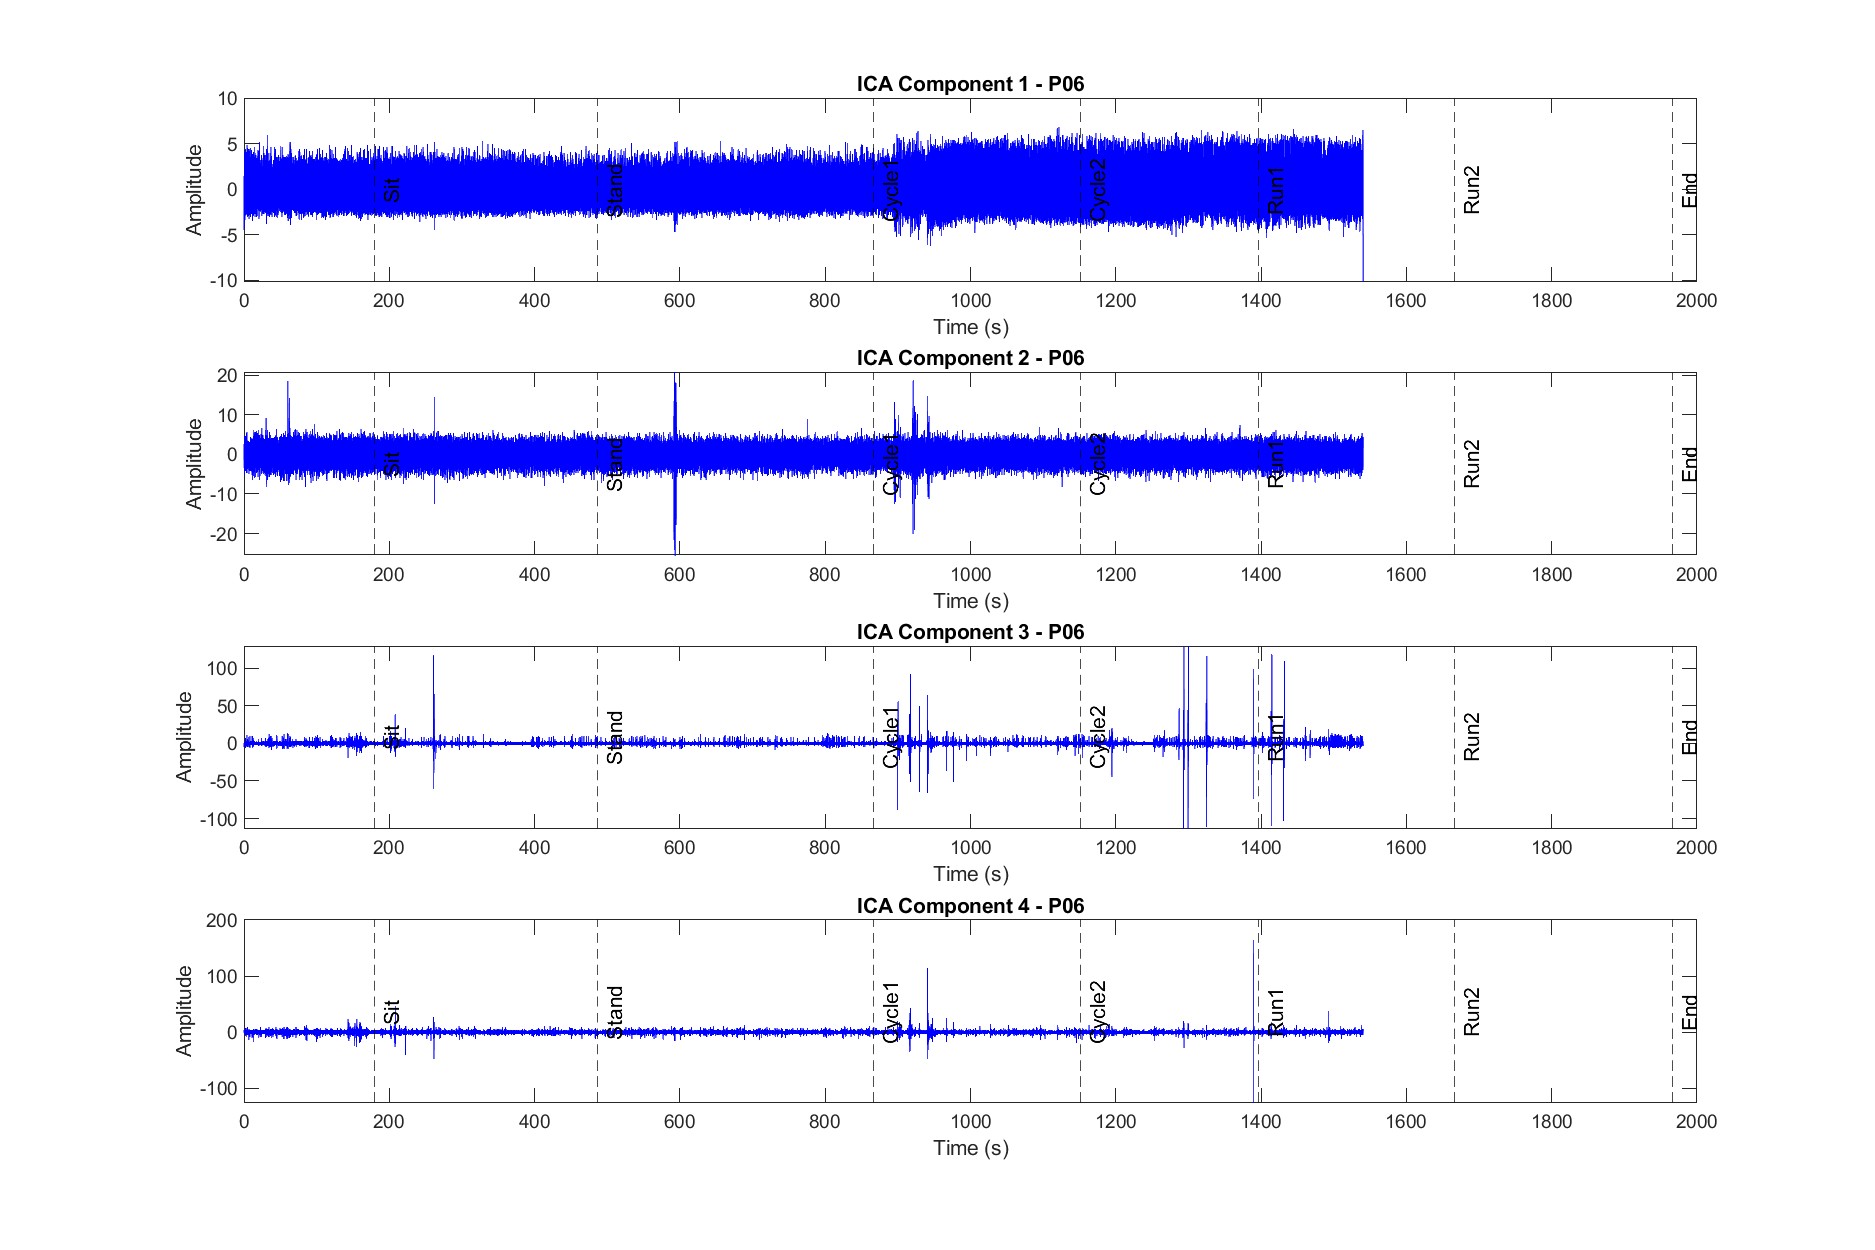 ICA Component 1 - P06
10
5
0
-5
-10
Amplitude
Sit
Stand
Cycle1
Cycle2
Run1
Run2
End
0 200 400 600 800 1000 1200 1400 1600 1800 2000
Time (s)
ICA Component 2 - P06
20
10
0
-10
-20
Amplitude
Sit
Stand
Cycle1
Cycle2
Run1
Run2
End
0 200 400 600 800 1000 1200 1400 1600 1800 2000
Time (s)
ICA Component 3 - P06
100
50
0
-50
-100
Amplitude
Sit
Stand
Cycle1
Cycle2
Run1
Run2
End
0 200 400 600 800 1000 1200 1400 1600 1800 2000
Time (s)
ICA Component 4 - P06
200
100
0
-100
Amplitude
Sit
Stand
Cycle1
Cycle2
Run1
Run2
End
0 200 400 600 800 1000 1200 1400 1600 1800 2000
Time (s)